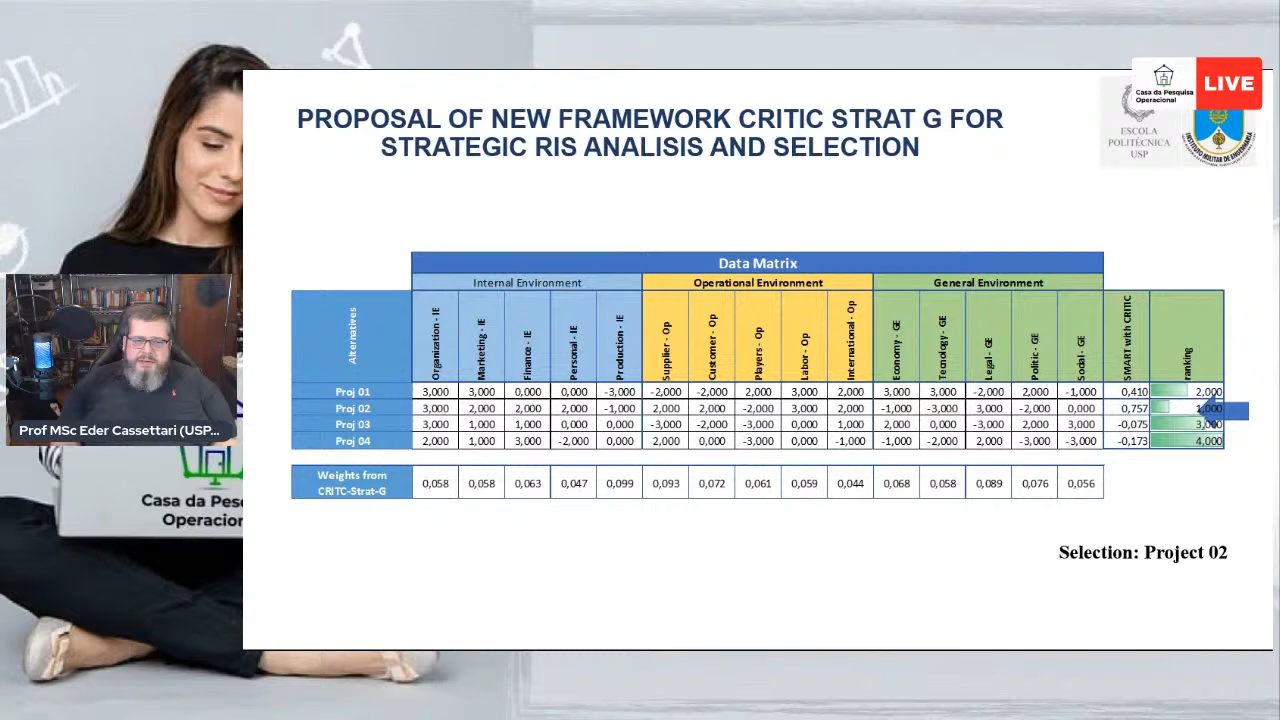 Casa da Pesquisa
Operacional
LIVE
ESCOLA
POLITÉCNICA
USP
PROPOSAL OF NEW FRAMEWORK CRITIC STRAT G FOR
STRATEGIC RIS ANALISIS AND SELECTION
Data Matrix
Internal Environment Operational Environment General Environment
Alternatives Organization - IE Marketing - IE Finance - IE Personal - IE Production - IE Supplier - Op Customer - Op Players - Op Labor - Op International - Op Economy - GE Tecnology - GE Legal - GE Politic - GE Social - GE SMART with CRITIC ranking
Proj 01 3,000 3,000 0,000 0,000 -3,000 -2,000 -2,000 2,000 3,000 2,000 3,000 3,000 -2,000 2,000 -1,000 0,410 2,000
Proj 02 3,000 2,000 2,000 2,000 -1,000 2,000 2,000 -2,000 3,000 2,000 -1,000 -3,000 3,000 -2,000 0,000 0,757 1,000
Proj 03 3,000 1,000 1,000 0,000 0,000 -3,000 -2,000 -3,000 0,000 1,000 2,000 0,000 -3,000 2,000 3,000 -0,075 3,000
Proj 04 2,000 1,000 3,000 -2,000 0,000 2,000 0,000 -3,000 0,000 -1,000 -1,000 -2,000 2,000 -3,000 -3,000 -0,173 4,000
Weights from
CRITC-Strat-G
0,058 0,058 0,063 0,047 0,099 0,093 0,072 0,061 0,059 0,044 0,068 0,058 0,089 0,076 0,056
Selection: Project 02
Prof MSc Eder Cassettari (USP...
Casa da Pesq
Operacional